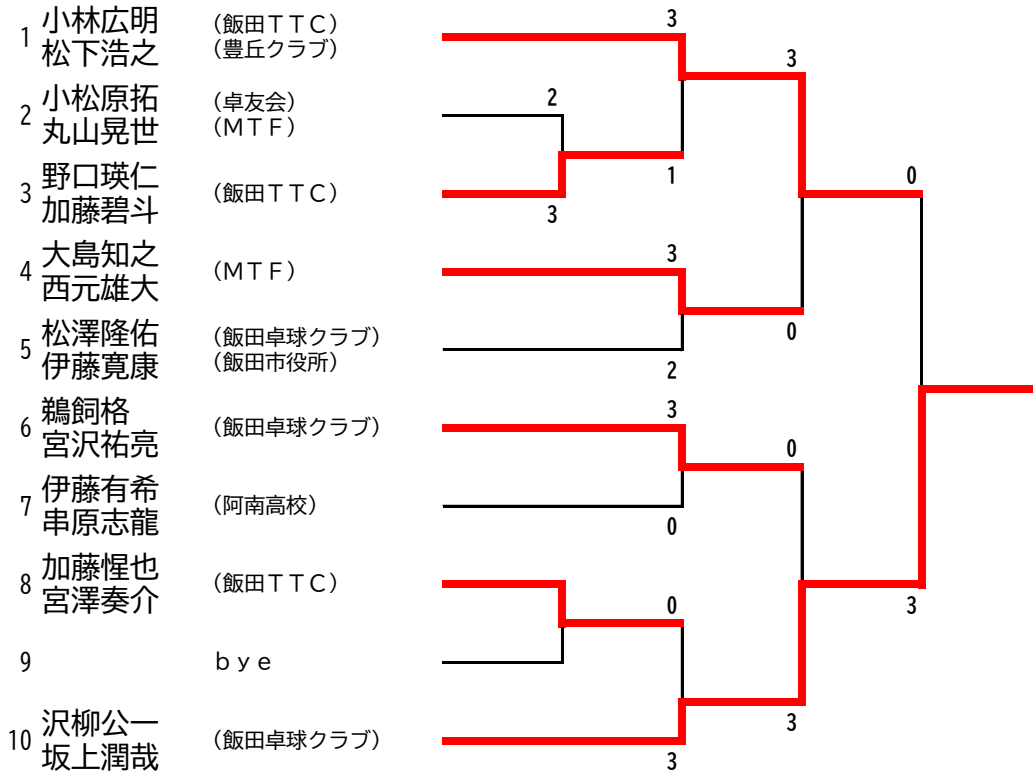 1 小林広明 (飯田ＴＴＣ) 3
松下浩之 (豊丘クラブ)
3
2 小松原拓 (卓友会) 2
丸山晃世 (ＭＴＦ)
1
3 野口瑛仁 (飯田ＴＴＣ) 0
加藤碧斗
3
4 大島知之 (ＭＴＦ) 3
西元雄大
0
5 松澤隆佑 (飯田卓球クラブ)
伊藤寛康 (飯田市役所)
2
6 鵜飼格 (飯田卓球クラブ) 3
宮沢祐亮
0
7 伊藤有希 (阿南高校)
串原志龍
0
8 加藤惺也 (飯田ＴＴＣ)
宮澤奏介
0 3
9 ｂｙｅ
10 沢柳公一 (飯田卓球クラブ) 3
坂上潤哉
3